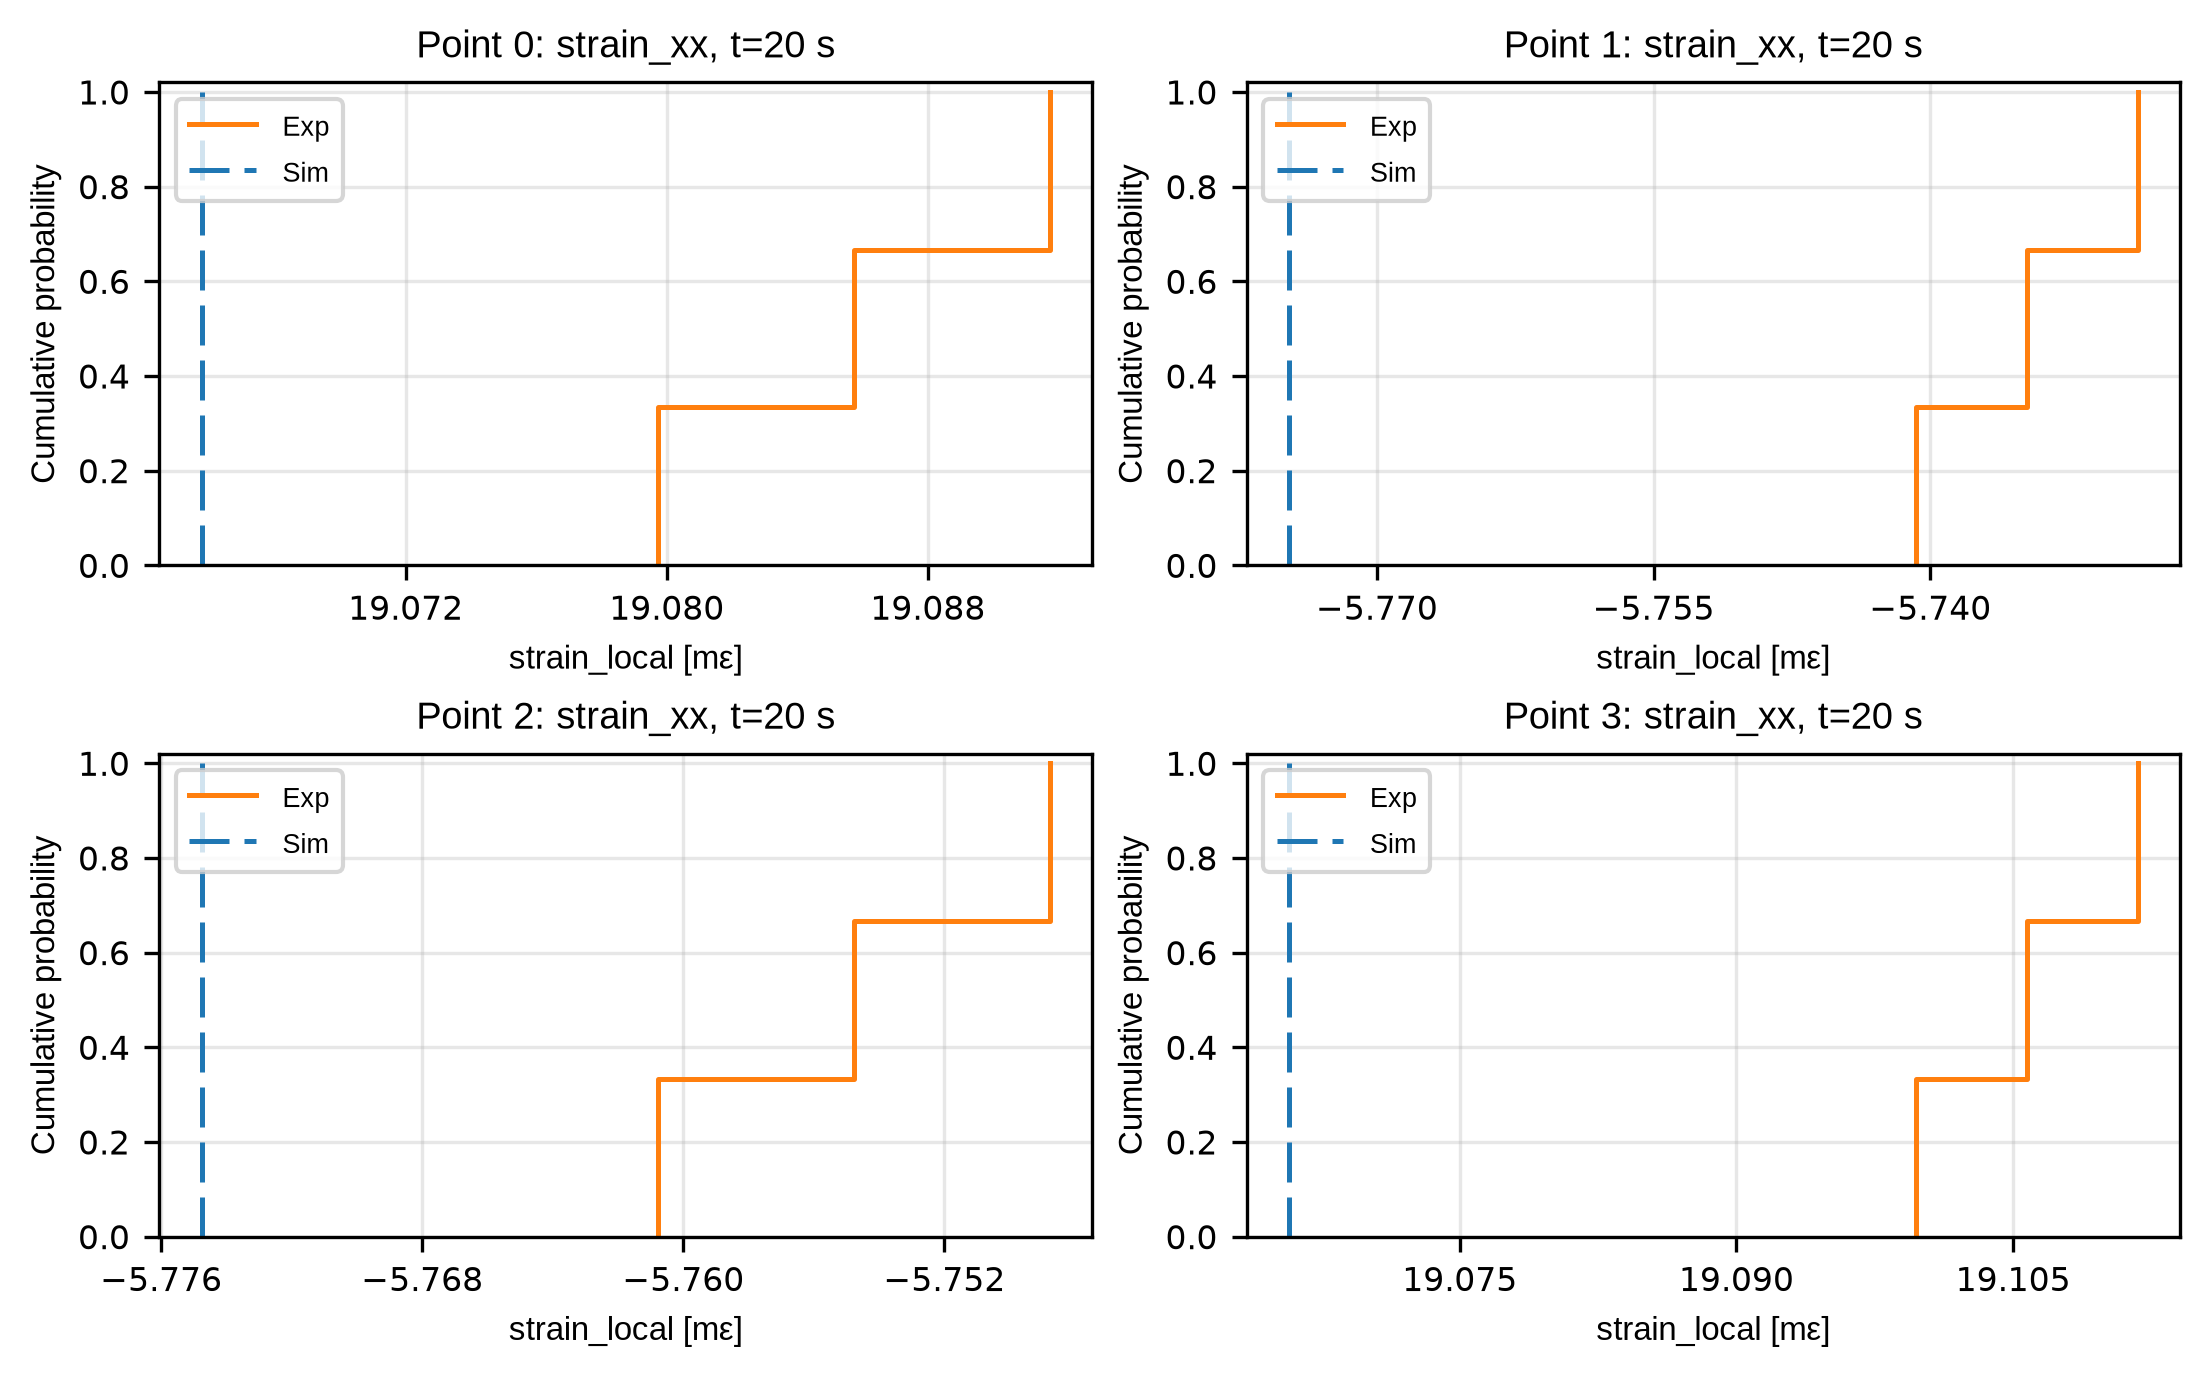 Point 0: strain_xx, t=20 s
1.0
0.8
0.6
0.4
0.2
0.0
Cumulative probability
Exp
Sim
19.072
19.080
19.088
strain_local [mε]
Point 1: strain_xx, t=20 s
1.0
0.8
0.6
0.4
0.2
0.0
Cumulative probability
Exp
Sim
−5.770
−5.755
−5.740
strain_local [mε]
Point 2: strain_xx, t=20 s
1.0
0.8
0.6
0.4
0.2
0.0
Cumulative probability
Exp
Sim
−5.776
−5.768
−5.760
−5.752
strain_local [mε]
Point 3: strain_xx, t=20 s
1.0
0.8
0.6
0.4
0.2
0.0
Cumulative probability
Exp
Sim
19.075
19.090
19.105
strain_local [mε]